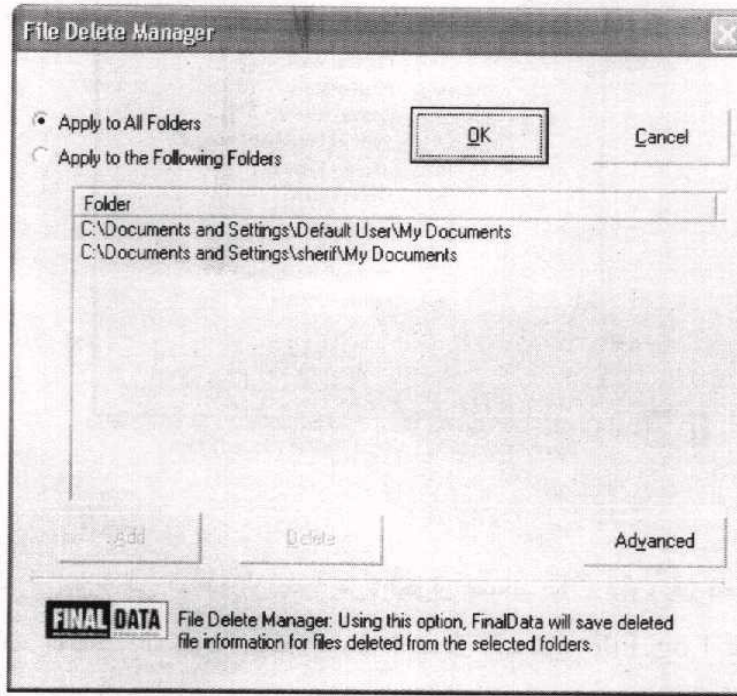 File Delete Manager
Apply to All Folders
OK
Cancel
Apply to the Following Folders
Folder
C:\Documents and Settings\Default User\My Documents
C:\Documents and Settings\sherif\My Documents
Add
Delete
Advanced
FINAL DATA
File Delete Manager: Using this option, FinalData will save deleted
file information for files deleted from the selected folders.